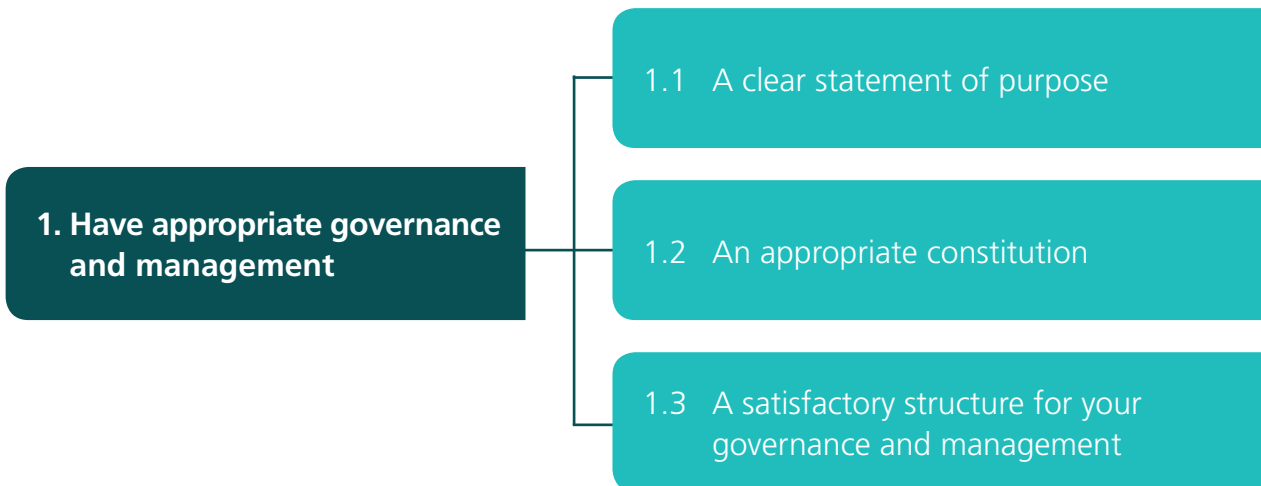 1. Have appropriate governance
and management
1.1 A clear statement of purpose
1.2 An appropriate constitution
1.3 A satisfactory structure for your
governance and management